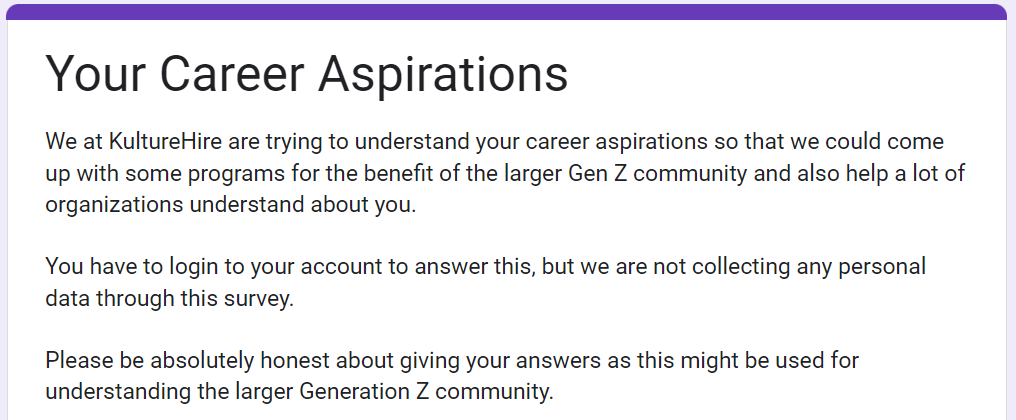 Your Career Aspirations
We at KultureHire are trying to understand your career aspirations so that we could come
up with some programs for the benefit of the larger Gen Z community and also help a lot of
organizations understand about you.
You have to login to your account to answer this, but we are not collecting any personal
data through this survey.
Please be absolutely honest about giving your answers as this might be used for
understanding the larger Generation Z community.